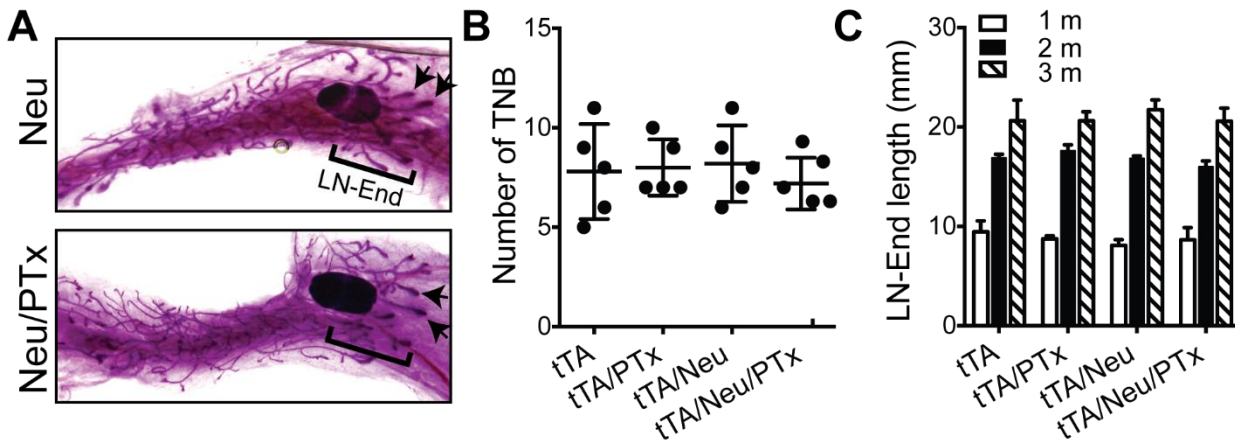 A
Neu
LN-End
Neu/PTx
B
Number of TNB
15
10
5
0
tTA
tTA/PTx
tTA/Neu
tTA/Neu/PTx
C
LN-End length (mm)
30
20
10
0
1 m
2 m
3 m
tTA
tTA/PTx
tTA/Neu
tTA/Neu/PTx